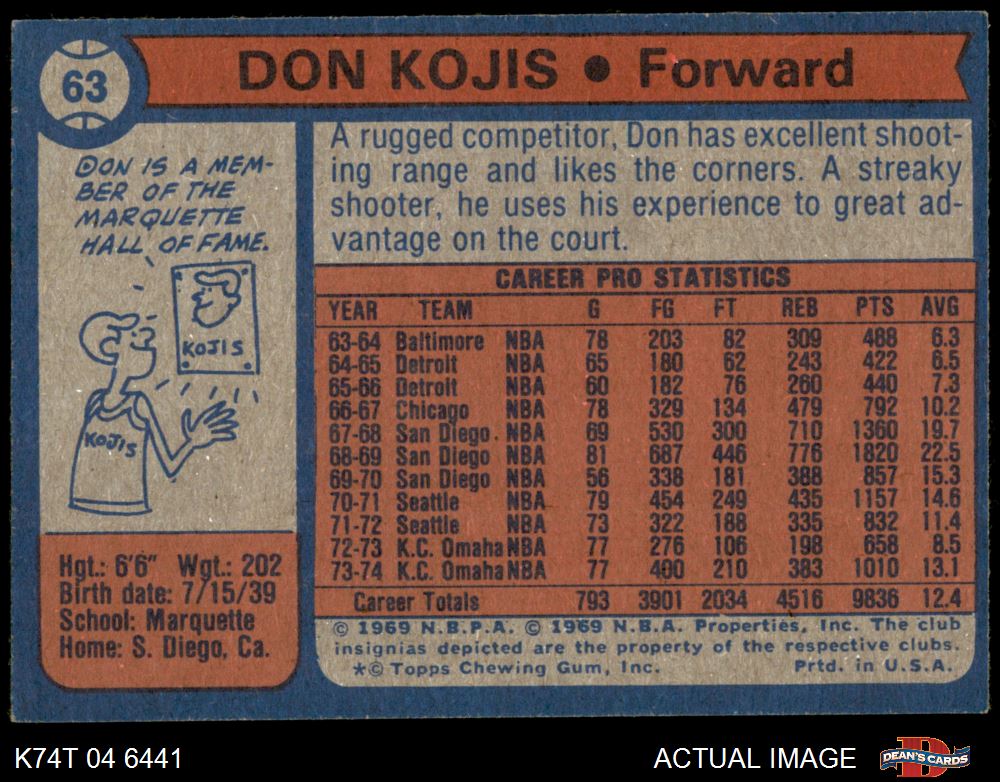 63
DON KOJIS ● Forward
DON IS A MEM-
BER OF THE
MARQUETTE
HALL OF FAME.
KOJIS
KOJIS
Hgt.: 6'6" Wgt.: 202
Birth date: 7/15/39
School: Marquette
Home: S. Diego, Ca.
A rugged competitor, Don has excellent shoot-
ing range and likes the corners. A streaky
shooter, he uses his experience to great ad-
vantage on the court.
CAREER PRO STATISTICS
YEAR TEAM G FG FT REB PTS AVG
63-64 Baltimore NBA 78 203 82 309 488 6.3
64-65 Detroit NBA 65 180 62 243 422 6.5
65-66 Detroit NBA 60 182 76 260 440 7.3
66-67 Chicago NBA 78 329 134 479 792 10.2
67-68 San Diego NBA 69 530 300 710 1360 19.7
68-69 San Diego NBA 81 687 446 776 1820 22.5
69-70 San Diego NBA 56 338 181 388 857 15.3
70-71 Seattle NBA 79 454 249 435 1157 14.6
71-72 Seattle NBA 73 322 188 335 832 11.4
72-73 K.C. Omaha NBA 77 276 106 198 658 8.5
73-74 K.C. Omaha NBA 77 400 210 383 1010 13.1
Career Totals 793 3901 2034 4516 9836 12.4
© 1969 N.B.P.A. © 1969 N.B.A. Properties, Inc. The club
insignias depicted are the property of the respective clubs.
*© Topps Chewing Gum, Inc. Prtd. in U.S.A.
K74T 04 6441
ACTUAL IMAGE
DEAN'S CARDS